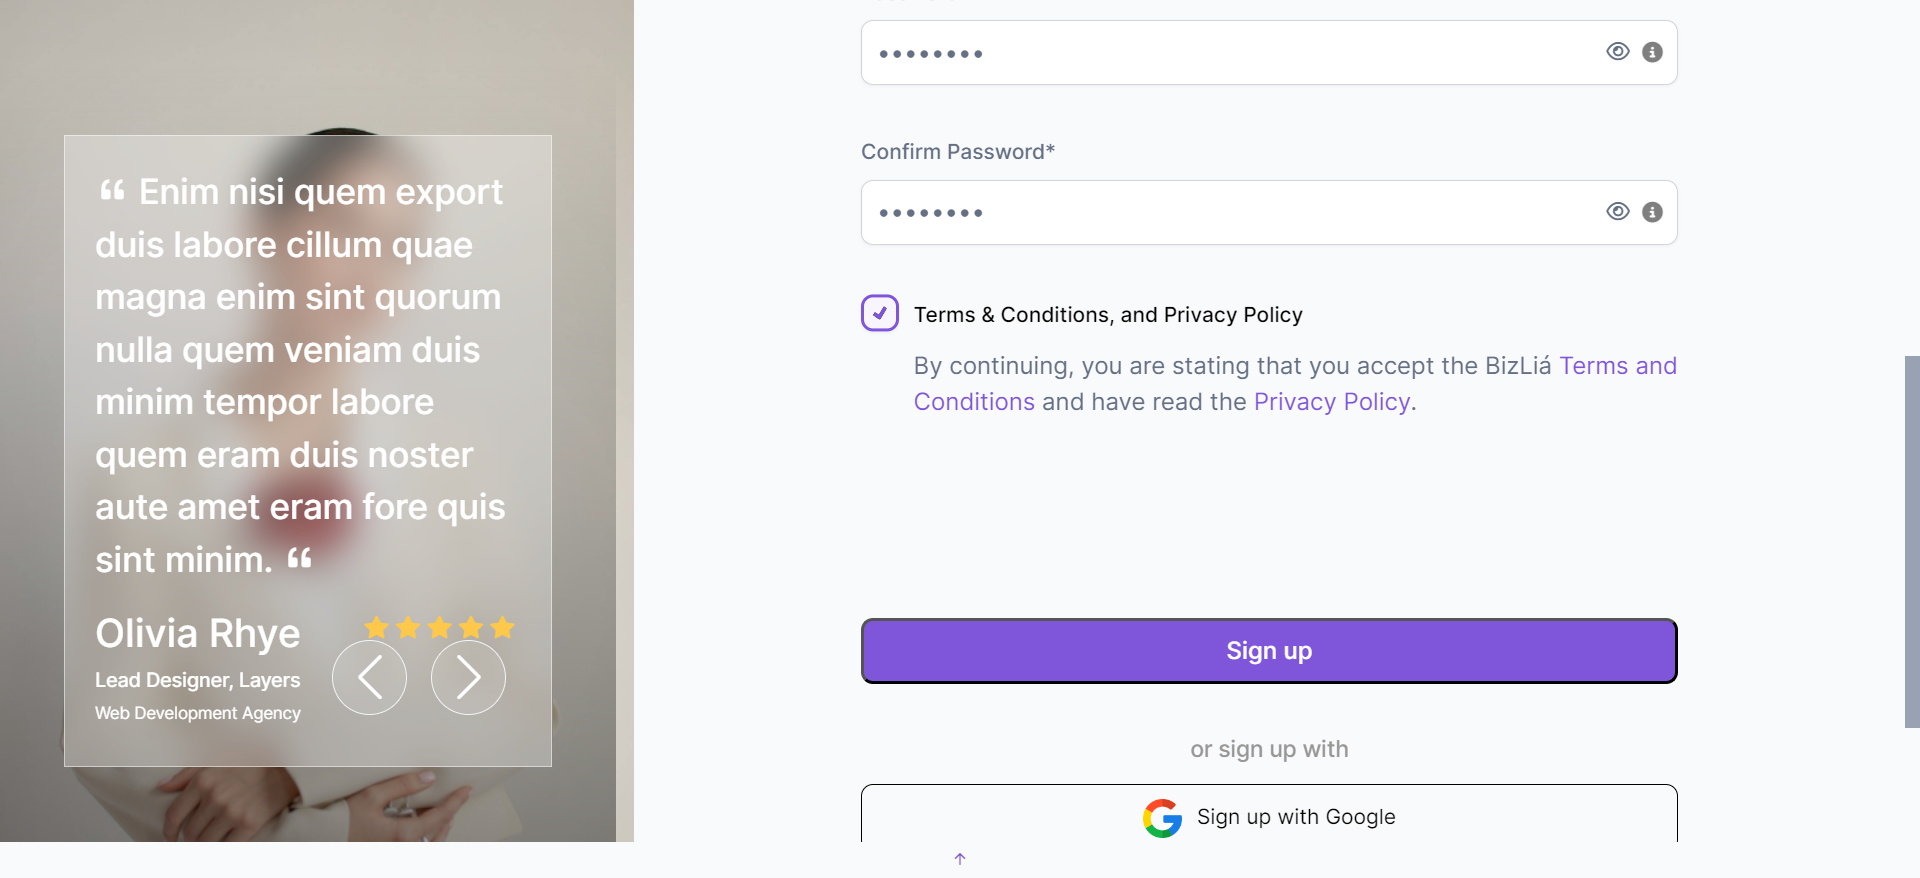 “ Enim nisi quem export
duis labore cillum quae
magna enim sint quorum
nulla quem veniam duis
minim tempor labore
quem eram duis noster
aute amet eram fore quis
sint minim. “
Olivia Rhye
Lead Designer, Layers
Web Development Agency
••••••••
Confirm Password*
••••••••
Terms & Conditions, and Privacy Policy
By continuing, you are stating that you accept the BizLiá Terms and
Conditions and have read the Privacy Policy.
Sign up
or sign up with
Sign up with Google